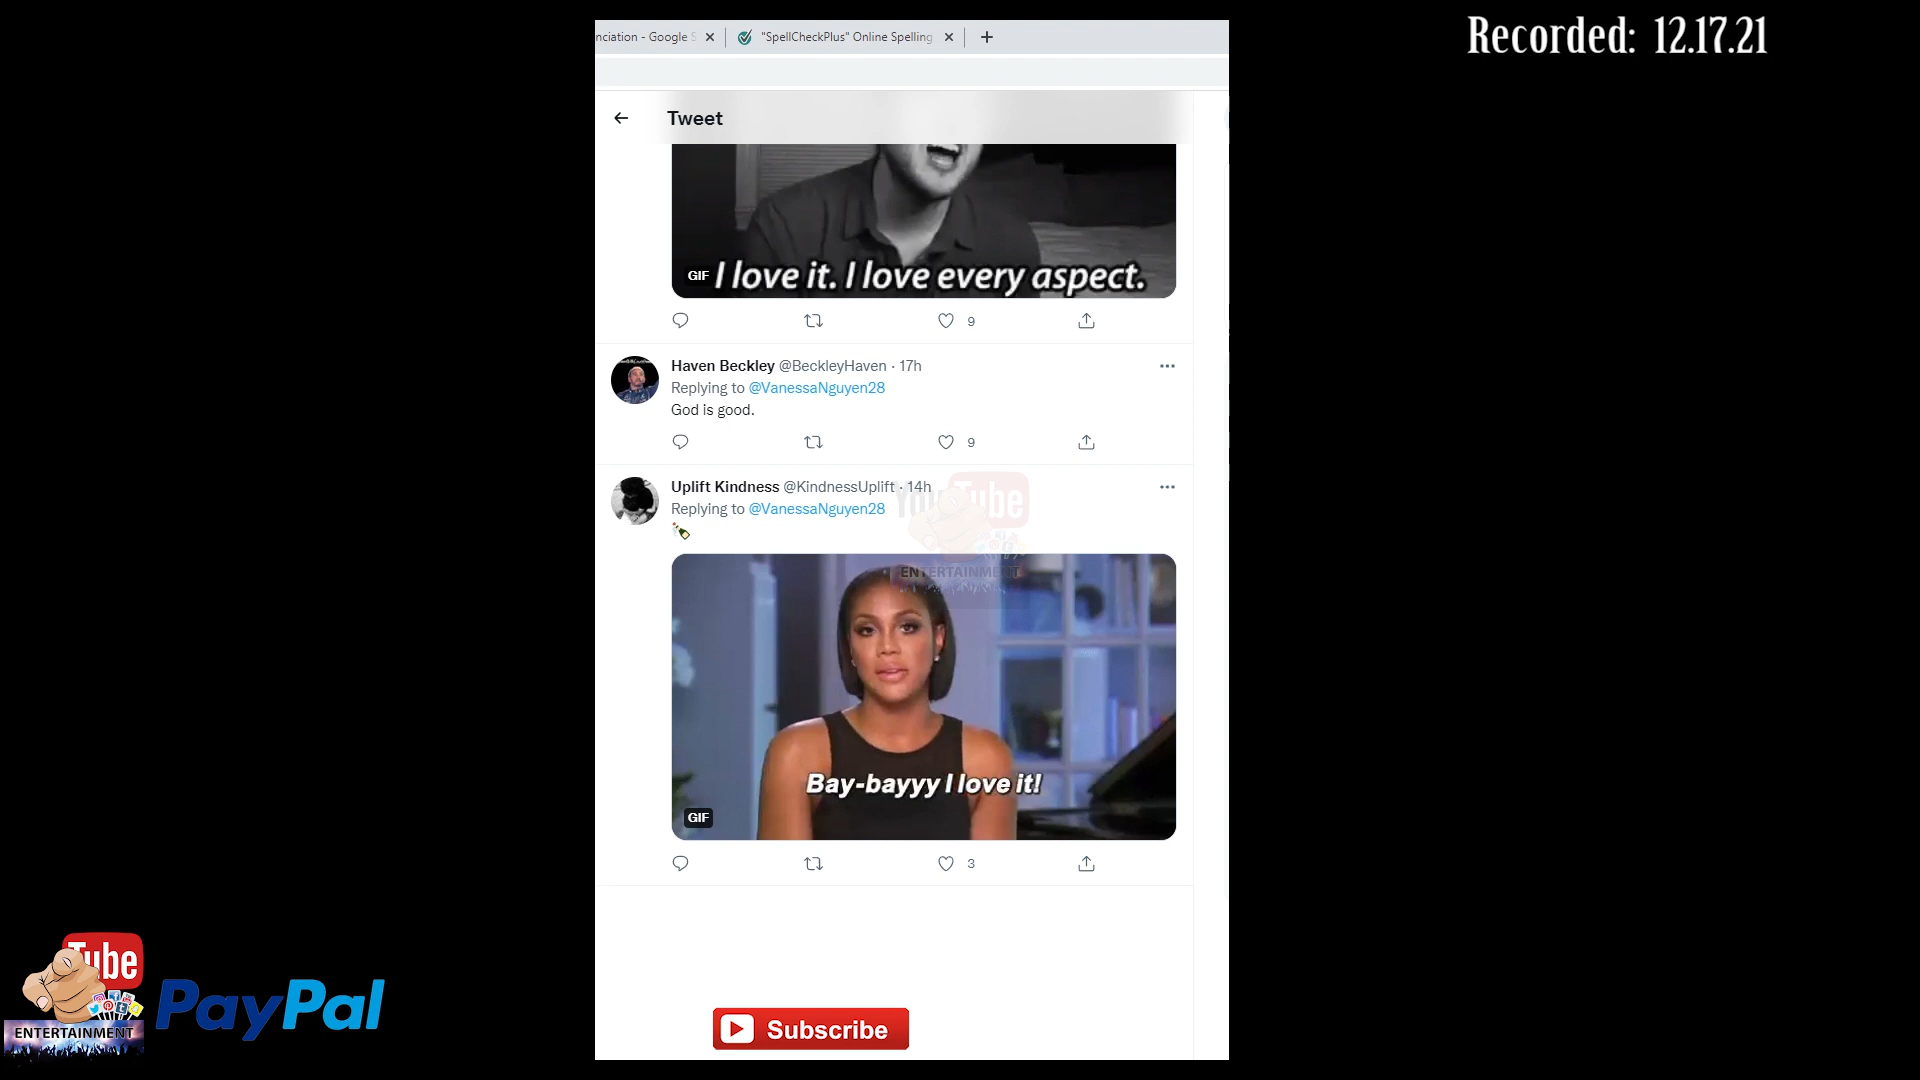 nciation - Google S
"SpellCheckPlus" Online Spelling
Recorded: 12.17.21
Tweet
GIF I love it. I love every aspect.
9
Haven Beckley @BeckleyHaven · 17h
Replying to @VanessaNguyen28
God is good.
9
Uplift Kindness @KindnessUplift · 14h
Replying to @VanessaNguyen28
YouTube
ENTERTAINMENT
Bay-bayyy I love it!
GIF
3
Tube
ENTERTAINMENT
PayPal
Subscribe